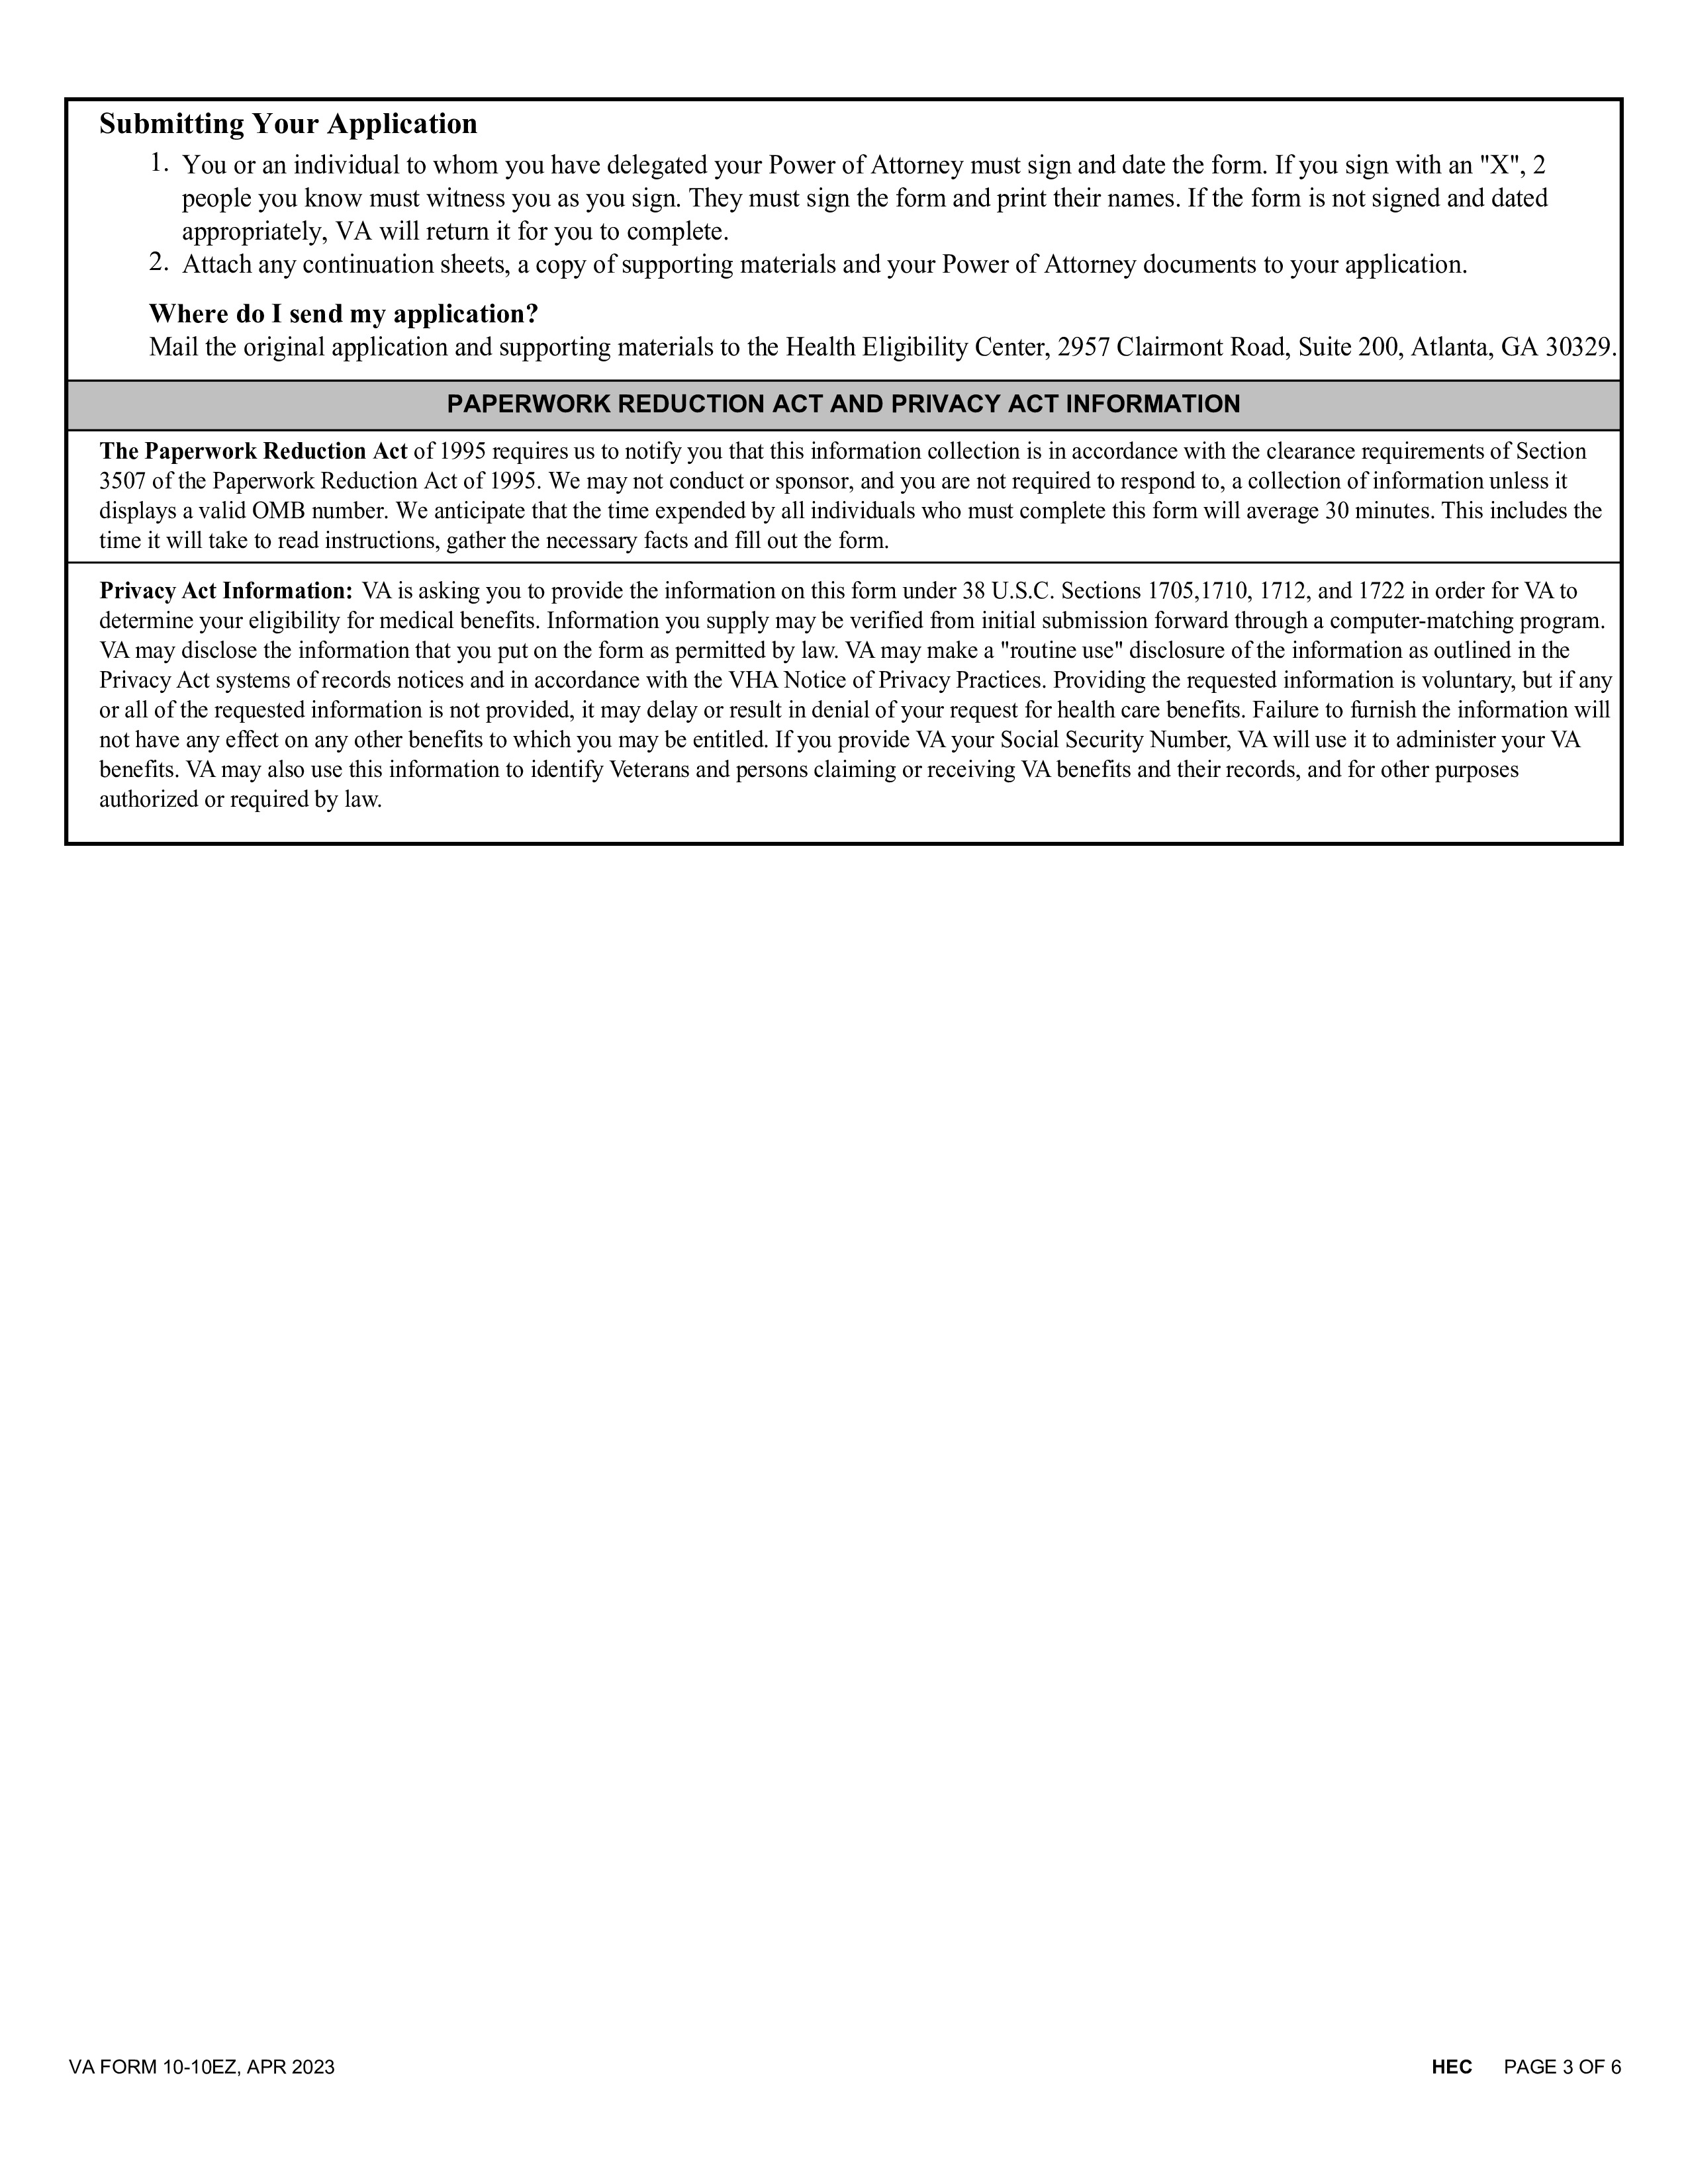 Submitting Your Application
1. You or an individual to whom you have delegated your Power of Attorney must sign and date the form. If you sign with an "X", 2
people you know must witness you as you sign. They must sign the form and print their names. If the form is not signed and dated
appropriately, VA will return it for you to complete.
2. Attach any continuation sheets, a copy of supporting materials and your Power of Attorney documents to your application.
Where do I send my application?
Mail the original application and supporting materials to the Health Eligibility Center, 2957 Clairmont Road, Suite 200, Atlanta, GA 30329.
PAPERWORK REDUCTION ACT AND PRIVACY ACT INFORMATION
The Paperwork Reduction Act of 1995 requires us to notify you that this information collection is in accordance with the clearance requirements of Section
3507 of the Paperwork Reduction Act of 1995. We may not conduct or sponsor, and you are not required to respond to, a collection of information unless it
displays a valid OMB number. We anticipate that the time expended by all individuals who must complete this form will average 30 minutes. This includes the
time it will take to read instructions, gather the necessary facts and fill out the form.
Privacy Act Information: VA is asking you to provide the information on this form under 38 U.S.C. Sections 1705,1710, 1712, and 1722 in order for VA to
determine your eligibility for medical benefits. Information you supply may be verified from initial submission forward through a computer-matching program.
VA may disclose the information that you put on the form as permitted by law. VA may make a "routine use" disclosure of the information as outlined in the
Privacy Act systems of records notices and in accordance with the VHA Notice of Privacy Practices. Providing the requested information is voluntary, but if any
or all of the requested information is not provided, it may delay or result in denial of your request for health care benefits. Failure to furnish the information will
not have any effect on any other benefits to which you may be entitled. If you provide VA your Social Security Number, VA will use it to administer your VA
benefits. VA may also use this information to identify Veterans and persons claiming or receiving VA benefits and their records, and for other purposes
authorized or required by law.
VA FORM 10-10EZ, APR 2023 HEC PAGE 3 OF 6